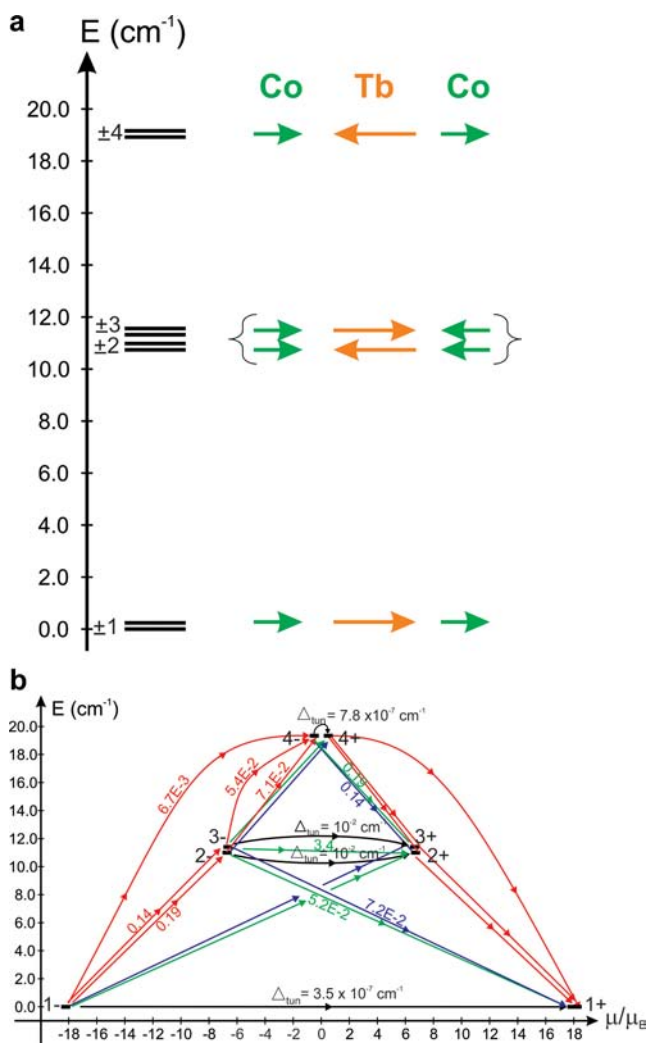 a
E (cm⁻¹)
Co Tb Co
20.0
±4
18.0
16.0
14.0
12.0
±3
±2
10.0
8.0
6.0
4.0
2.0
0.0
±1
b
E (cm⁻¹)
△tun = 7.8 x10⁻⁷ cm⁻¹
20.0
4- 4+
18.0
16.0
6.7E-3
5.4E-2
7.1E-2
0.19
0.14
14.0
△tun = 10⁻² cm⁻
12.0
3- 3+
3.4
2- 2+
△tun = 10⁻² cm⁻¹
10.0
8.0
0.14
0.19
5.2E-2
7.2E-2
6.0
4.0
2.0
△tun = 3.5 x 10⁻⁷ cm⁻¹
0.0
1- 1+
-18 -16 -14 -12 -10 -8 -6 -4 -2 0 2 4 6 8 10 12 14 16 18 μ/μB